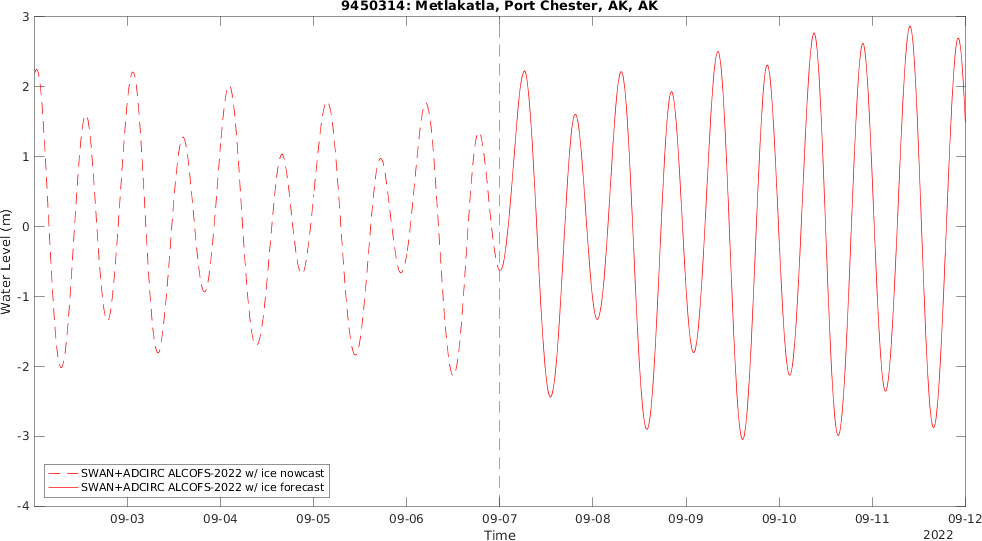 9450314: Metlakatla, Port Chester, AK, AK
3
2
1
0
-1
-2
-3
-4
Water Level (m)
SWAN+ADCIRC ALCOFS-2022 w/ ice nowcast
SWAN+ADCIRC ALCOFS-2022 w/ ice forecast
09-03 09-04 09-05 09-06 09-07 09-08 09-09 09-10 09-11 09-12
Time
2022